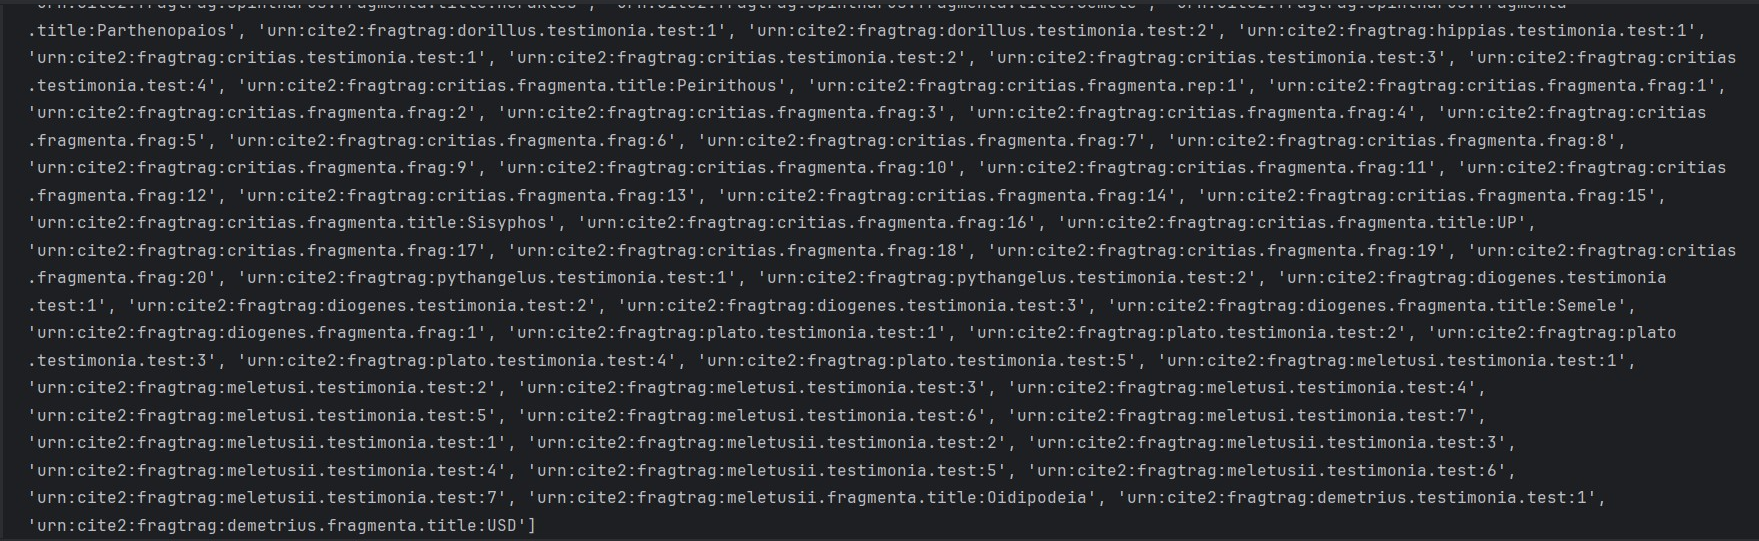 'urn:cite2:fragtrag:spintharos.fragmenta.title:Herakles', 'urn:cite2:fragtrag:spintharos.fragmenta.title:Semele', 'urn:cite2:fragtrag:spintharos.fragmenta
.title:Parthenopaios', 'urn:cite2:fragtrag:dorillus.testimonia.test:1', 'urn:cite2:fragtrag:dorillus.testimonia.test:2', 'urn:cite2:fragtrag:hippias.testimonia.test:1',
'urn:cite2:fragtrag:critias.testimonia.test:1', 'urn:cite2:fragtrag:critias.testimonia.test:2', 'urn:cite2:fragtrag:critias.testimonia.test:3', 'urn:cite2:fragtrag:critias
.testimonia.test:4', 'urn:cite2:fragtrag:critias.fragmenta.title:Peirithous', 'urn:cite2:fragtrag:critias.fragmenta.rep:1', 'urn:cite2:fragtrag:critias.fragmenta.frag:1',
'urn:cite2:fragtrag:critias.fragmenta.frag:2', 'urn:cite2:fragtrag:critias.fragmenta.frag:3', 'urn:cite2:fragtrag:critias.fragmenta.frag:4', 'urn:cite2:fragtrag:critias
.fragmenta.frag:5', 'urn:cite2:fragtrag:critias.fragmenta.frag:6', 'urn:cite2:fragtrag:critias.fragmenta.frag:7', 'urn:cite2:fragtrag:critias.fragmenta.frag:8',
'urn:cite2:fragtrag:critias.fragmenta.frag:9', 'urn:cite2:fragtrag:critias.fragmenta.frag:10', 'urn:cite2:fragtrag:critias.fragmenta.frag:11', 'urn:cite2:fragtrag:critias
.fragmenta.frag:12', 'urn:cite2:fragtrag:critias.fragmenta.frag:13', 'urn:cite2:fragtrag:critias.fragmenta.frag:14', 'urn:cite2:fragtrag:critias.fragmenta.frag:15',
'urn:cite2:fragtrag:critias.fragmenta.title:Sisyphos', 'urn:cite2:fragtrag:critias.fragmenta.frag:16', 'urn:cite2:fragtrag:critias.fragmenta.title:UP',
'urn:cite2:fragtrag:critias.fragmenta.frag:17', 'urn:cite2:fragtrag:critias.fragmenta.frag:18', 'urn:cite2:fragtrag:critias.fragmenta.frag:19', 'urn:cite2:fragtrag:critias
.fragmenta.frag:20', 'urn:cite2:fragtrag:pythangelus.testimonia.test:1', 'urn:cite2:fragtrag:pythangelus.testimonia.test:2', 'urn:cite2:fragtrag:diogenes.testimonia
.test:1', 'urn:cite2:fragtrag:diogenes.testimonia.test:2', 'urn:cite2:fragtrag:diogenes.testimonia.test:3', 'urn:cite2:fragtrag:diogenes.fragmenta.title:Semele',
'urn:cite2:fragtrag:diogenes.fragmenta.frag:1', 'urn:cite2:fragtrag:plato.testimonia.test:1', 'urn:cite2:fragtrag:plato.testimonia.test:2', 'urn:cite2:fragtrag:plato
.testimonia.test:3', 'urn:cite2:fragtrag:plato.testimonia.test:4', 'urn:cite2:fragtrag:plato.testimonia.test:5', 'urn:cite2:fragtrag:meletusi.testimonia.test:1',
'urn:cite2:fragtrag:meletusi.testimonia.test:2', 'urn:cite2:fragtrag:meletusi.testimonia.test:3', 'urn:cite2:fragtrag:meletusi.testimonia.test:4',
'urn:cite2:fragtrag:meletusi.testimonia.test:5', 'urn:cite2:fragtrag:meletusi.testimonia.test:6', 'urn:cite2:fragtrag:meletusi.testimonia.test:7',
'urn:cite2:fragtrag:meletusii.testimonia.test:1', 'urn:cite2:fragtrag:meletusii.testimonia.test:2', 'urn:cite2:fragtrag:meletusii.testimonia.test:3',
'urn:cite2:fragtrag:meletusii.testimonia.test:4', 'urn:cite2:fragtrag:meletusii.testimonia.test:5', 'urn:cite2:fragtrag:meletusii.testimonia.test:6',
'urn:cite2:fragtrag:meletusii.testimonia.test:7', 'urn:cite2:fragtrag:meletusii.fragmenta.title:Oidipodeia', 'urn:cite2:fragtrag:demetrius.testimonia.test:1',
'urn:cite2:fragtrag:demetrius.fragmenta.title:USD']